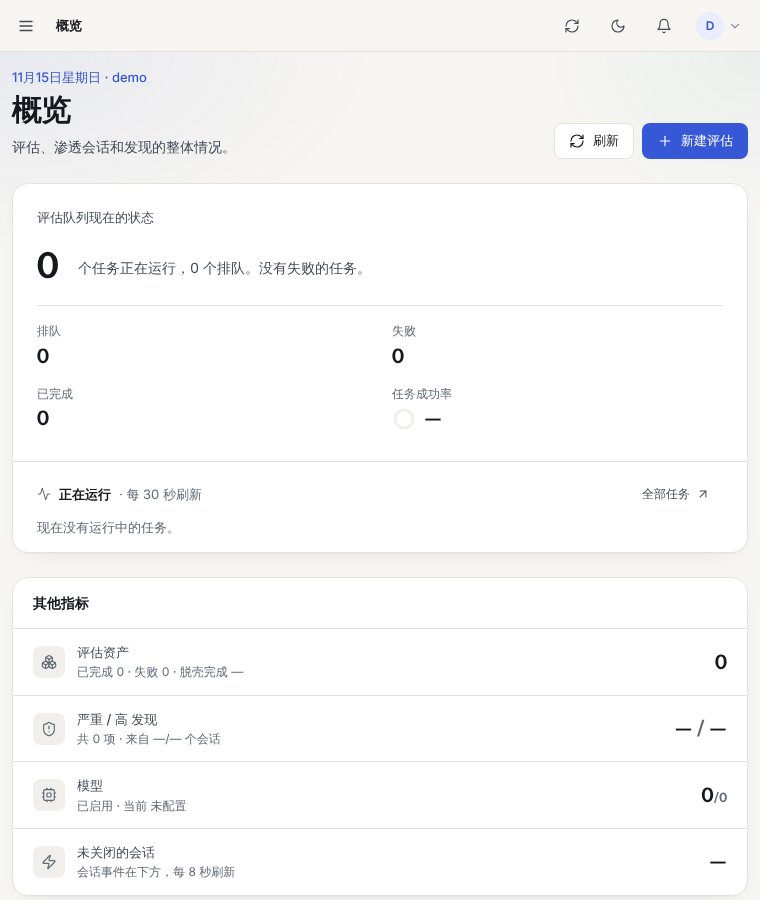 概览
D
11月15日星期日 · demo
概览
评估、渗透会话和发现的整体情况。
刷新
新建评估
评估队列现在的状态
0 个任务正在运行，0 个排队。没有失败的任务。
排队
0
失败
0
已完成
0
任务成功率
—
正在运行 · 每 30 秒刷新
全部任务
现在没有运行中的任务。
其他指标
评估资产
已完成 0 · 失败 0 · 脱壳完成 —
0
严重 / 高 发现
共 0 项 · 来自 —/— 个会话
— / —
模型
已启用 · 当前 未配置
0/0
未关闭的会话
会话事件在下方，每 8 秒刷新
—